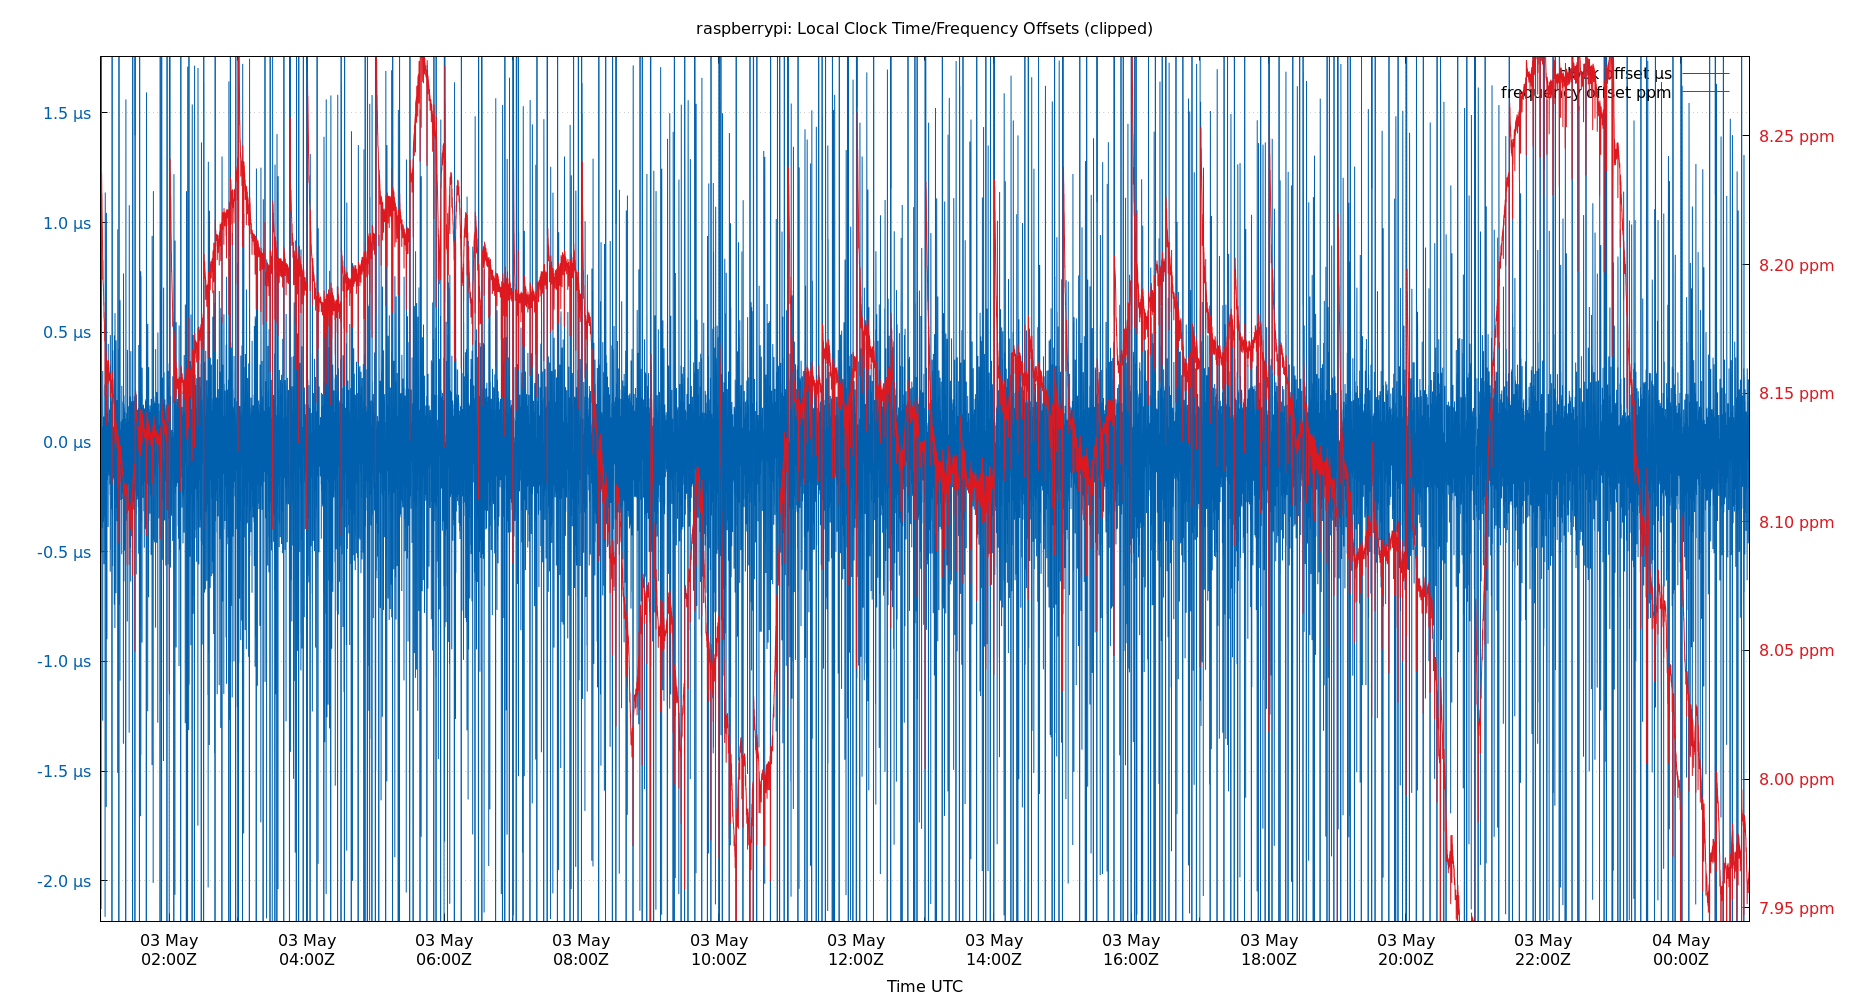 raspberrypi: Local Clock Time/Frequency Offsets (clipped)
offset µs
frequency offset ppm
1.5 µs
1.0 µs
0.5 µs
0.0 µs
-0.5 µs
-1.0 µs
-1.5 µs
-2.0 µs
8.25 ppm
8.20 ppm
8.15 ppm
8.10 ppm
8.05 ppm
8.00 ppm
7.95 ppm
03 May 03 May 03 May 03 May 03 May 03 May 03 May 03 May 03 May 03 May 03 May 04 May
02:00Z 04:00Z 06:00Z 08:00Z 10:00Z 12:00Z 14:00Z 16:00Z 18:00Z 20:00Z 22:00Z 00:00Z
Time UTC